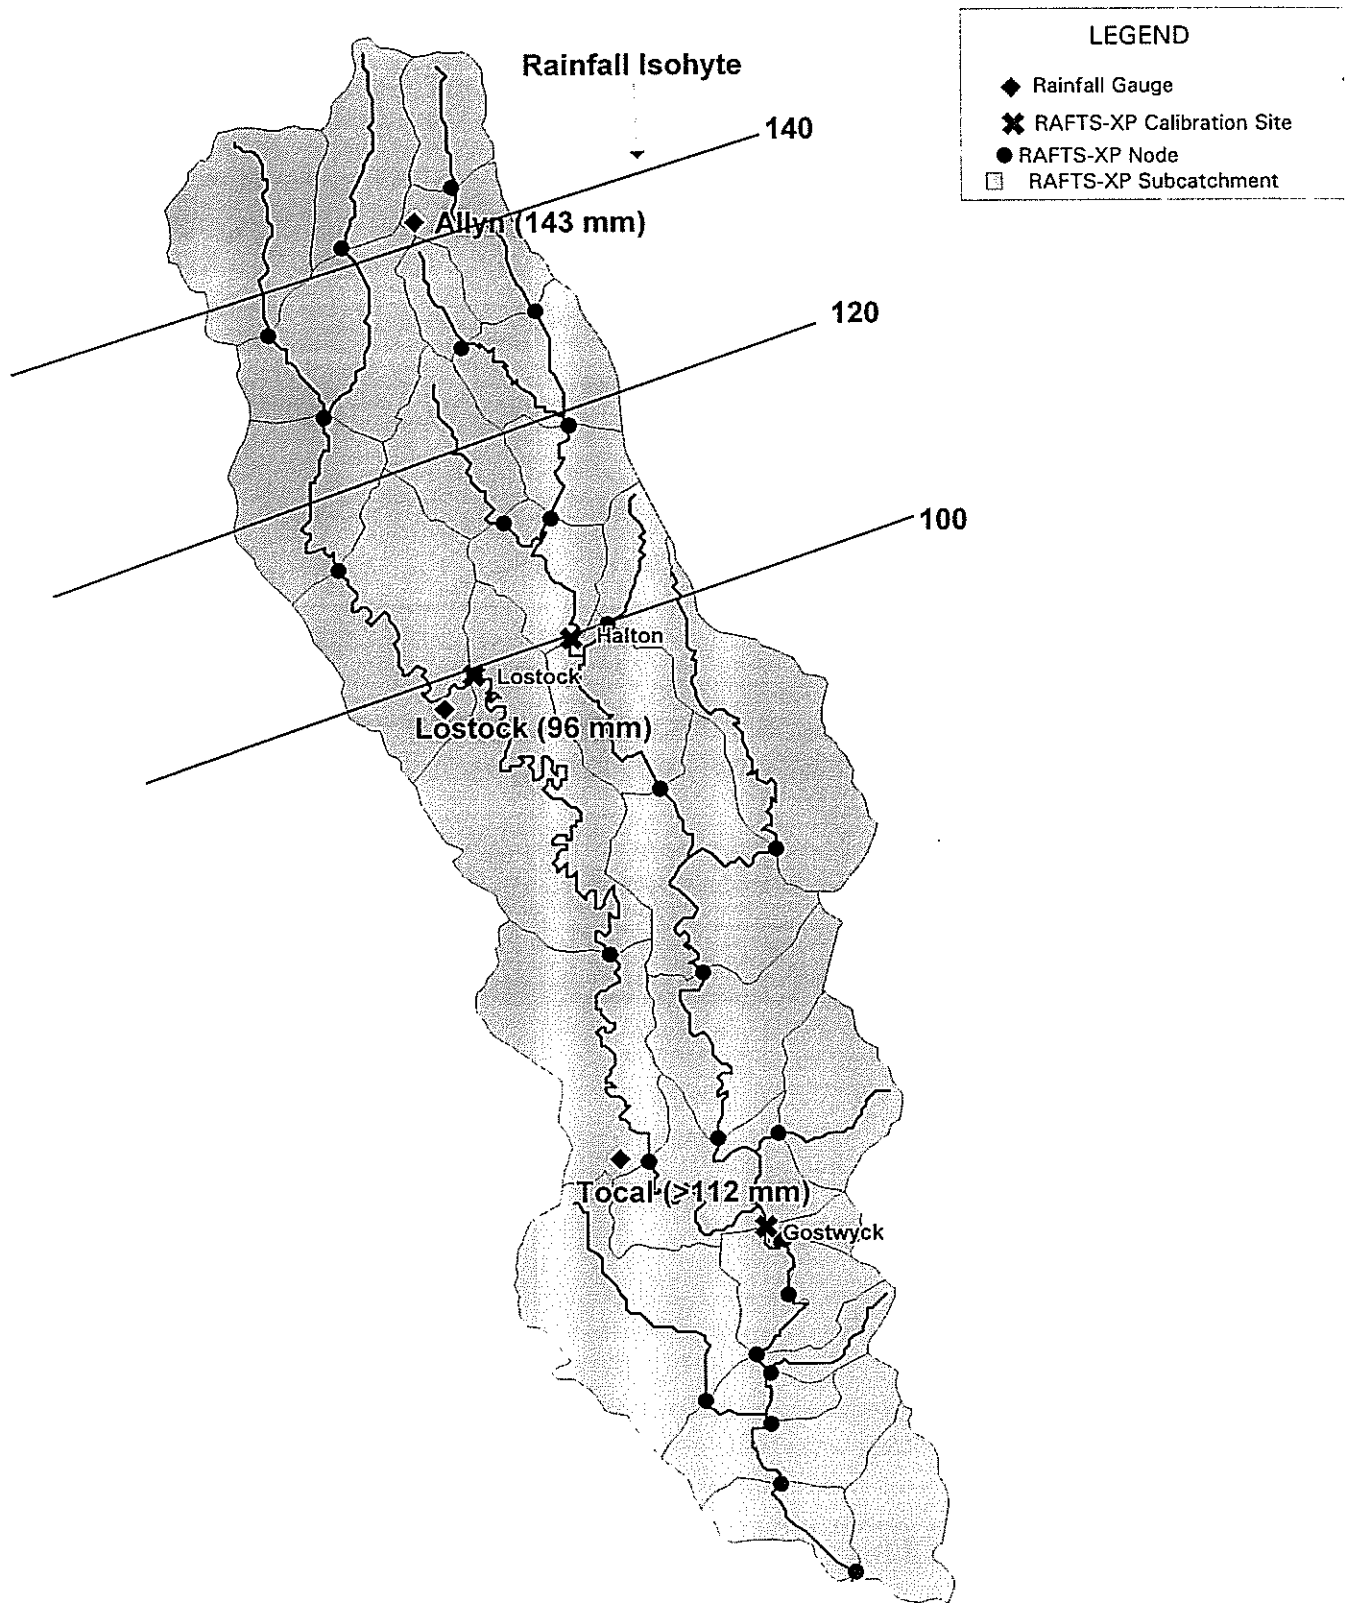 LEGEND
Rainfall Gauge
RAFTS-XP Calibration Site
RAFTS-XP Node
RAFTS-XP Subcatchment
Rainfall Isohyte
140
Allyn (143 mm)
120
100
Halton
Lostock
Lostock (96 mm)
Tocal (>112 mm)
Gostwyck